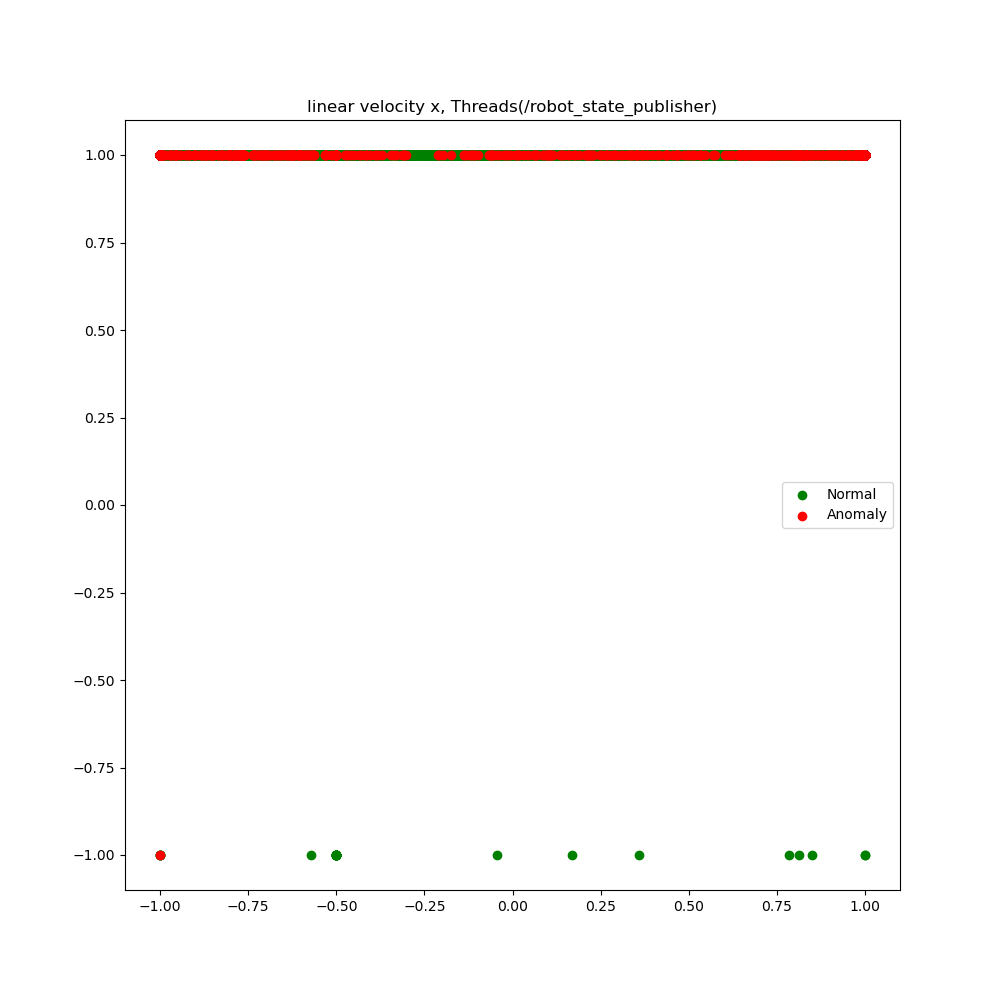 linear velocity x, Threads(/robot_state_publisher)
1.00
0.75
0.50
0.25
0.00
−0.25
−0.50
−0.75
−1.00
Normal
Anomaly
−1.00 −0.75 −0.50 −0.25 0.00 0.25 0.50 0.75 1.00